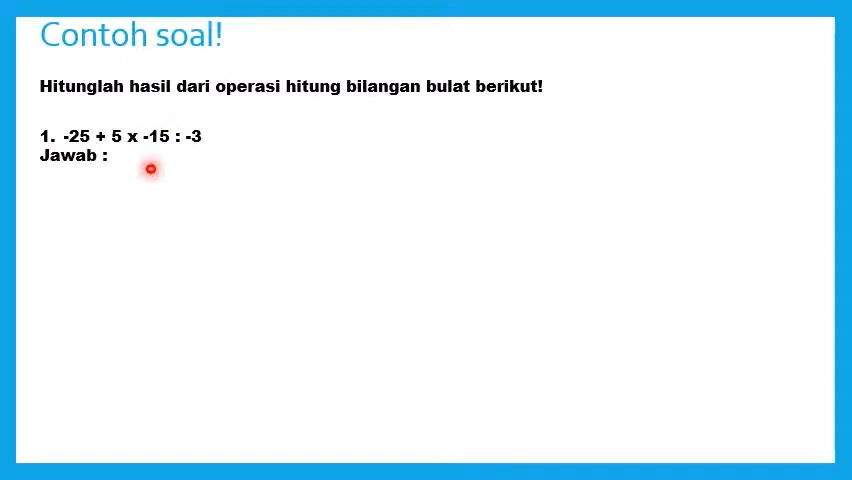 Contoh soal!
Hitunglah hasil dari operasi hitung bilangan bulat berikut!
1. -25 + 5 x -15 : -3
Jawab :